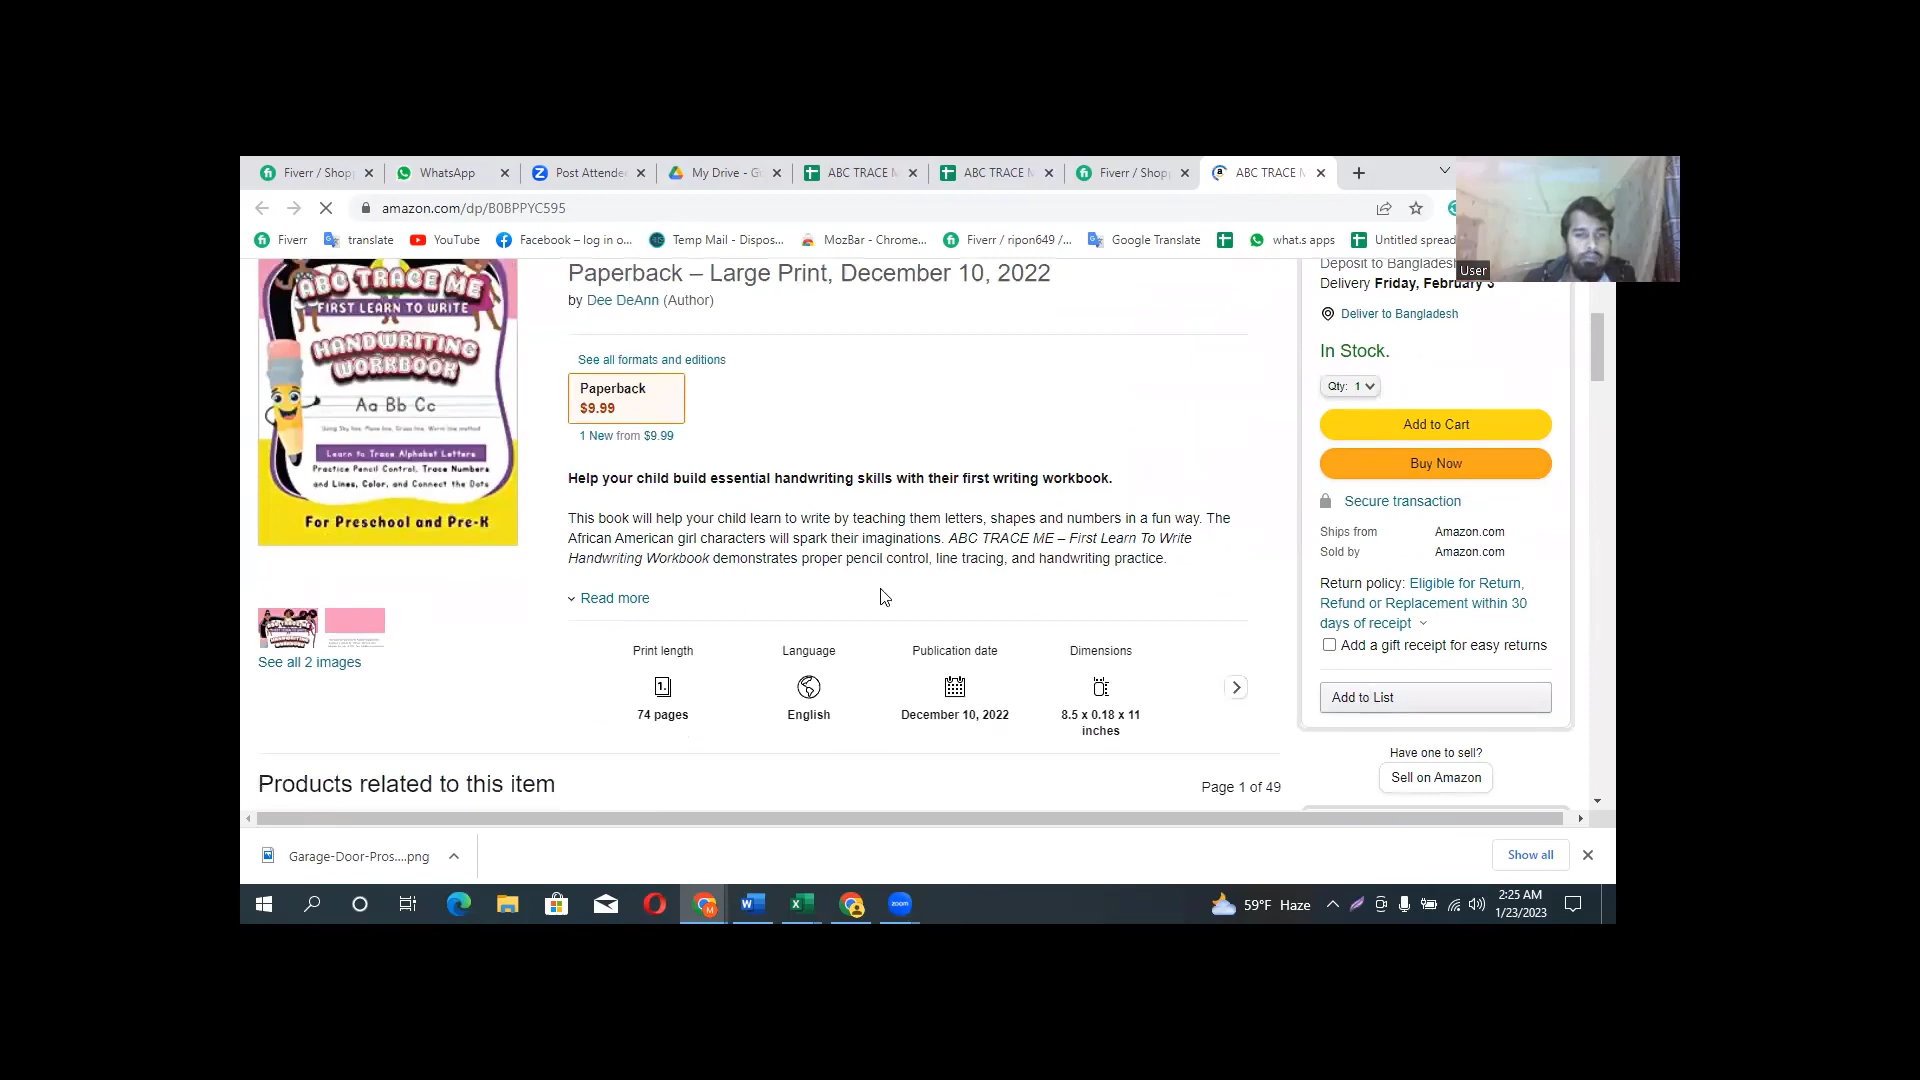 Fiverr / Shop
WhatsApp
Post Attende
My Drive - G
ABC TRACE M
ABC TRACE M
Fiverr / Shop
ABC TRACE M
amazon.com/dp/B0BPPYC595
Fiverr
translate
YouTube
Facebook – log in o...
Temp Mail - Dispos...
MozBar - Chrome...
Fiverr / ripon649 /...
Google Translate
what.s apps
Untitled spread
User
ABC TRACE ME
FIRST LEARN TO WRITE
HANDWRITING
WORKBOOK
Aa Bb Cc
Learn to Trace Alphabet Letters
Practice Pencil Control, Trace Numbers
and Lines, Color, and Connect the Dots
For Preschool and Pre-K
See all 2 images
Paperback – Large Print, December 10, 2022
by Dee DeAnn (Author)
See all formats and editions
Paperback
$9.99
1 New from $9.99
Help your child build essential handwriting skills with their first writing workbook.
This book will help your child learn to write by teaching them letters, shapes and numbers in a fun way. The
African American girl characters will spark their imaginations. ABC TRACE ME – First Learn To Write
Handwriting Workbook demonstrates proper pencil control, line tracing, and handwriting practice.
Read more
Print length
Language
Publication date
Dimensions
1.
74 pages
English
December 10, 2022
8.5 x 0.18 x 11
inches
Products related to this item
Page 1 of 49
Deposit to Bangladesh
Delivery Friday, February 3
Deliver to Bangladesh
In Stock.
Qty: 1
Add to Cart
Buy Now
Secure transaction
Ships from Amazon.com
Sold by Amazon.com
Return policy: Eligible for Return,
Refund or Replacement within 30
days of receipt
Add a gift receipt for easy returns
Add to List
Have one to sell?
Sell on Amazon
Garage-Door-Pros....png
Show all
zoom
59°F Haze
2:25 AM
1/23/2023